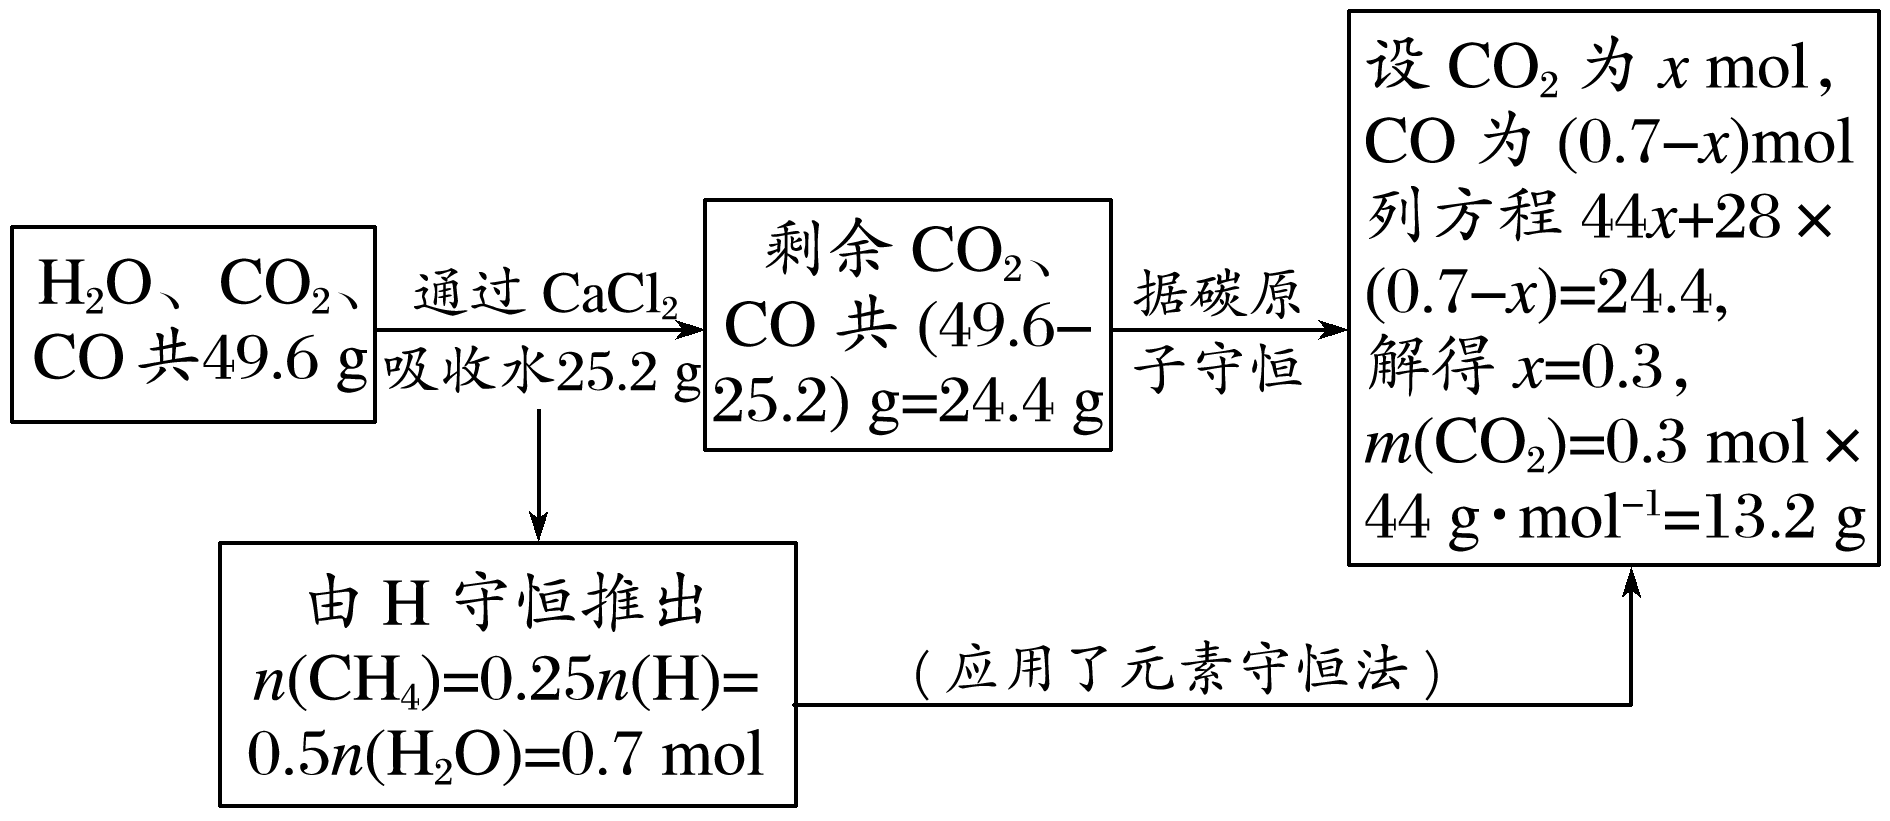 H₂O、CO₂、
CO共49.6 g
通过 CaCl₂
吸收水25.2 g
剩余 CO₂、
CO 共 (49.6−
25.2) g=24.4 g
据碳原
子守恒
设 CO₂ 为 x mol，
CO 为 (0.7−x)mol
列方程 44x+28×
(0.7−x)=24.4,
解得 x=0.3，
m(CO₂)=0.3 mol×
44 g·mol⁻¹=13.2 g
由 H 守恒推出
n(CH₄)=0.25n(H)=
0.5n(H₂O)=0.7 mol
（应用了元素守恒法）